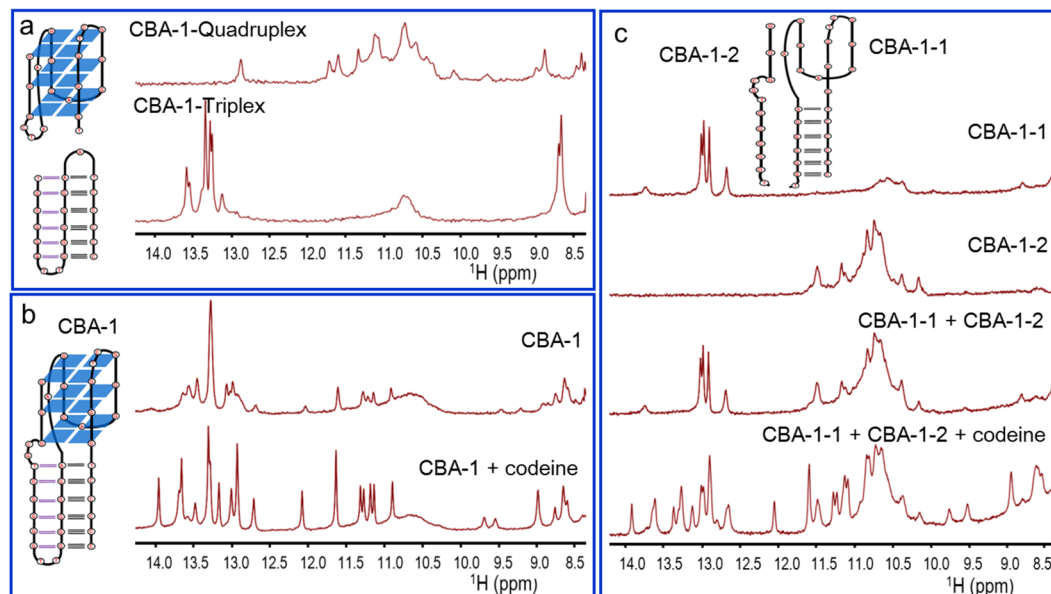 a
CBA-1-Quadruplex
CBA-1-Triplex
14.0 13.5 13.0 12.5 12.0 11.5 11.0 10.5 10.0 9.5 9.0 8.5
¹H (ppm)
b
CBA-1
CBA-1
CBA-1 + codeine
14.0 13.5 13.0 12.5 12.0 11.5 11.0 10.5 10.0 9.5 9.0 8.5
¹H (ppm)
c
CBA-1-2
CBA-1-1
CBA-1-1
CBA-1-2
CBA-1-1 + CBA-1-2
CBA-1-1 + CBA-1-2 + codeine
14.0 13.5 13.0 12.5 12.0 11.5 11.0 10.5 10.0 9.5 9.0 8.5
¹H (ppm)